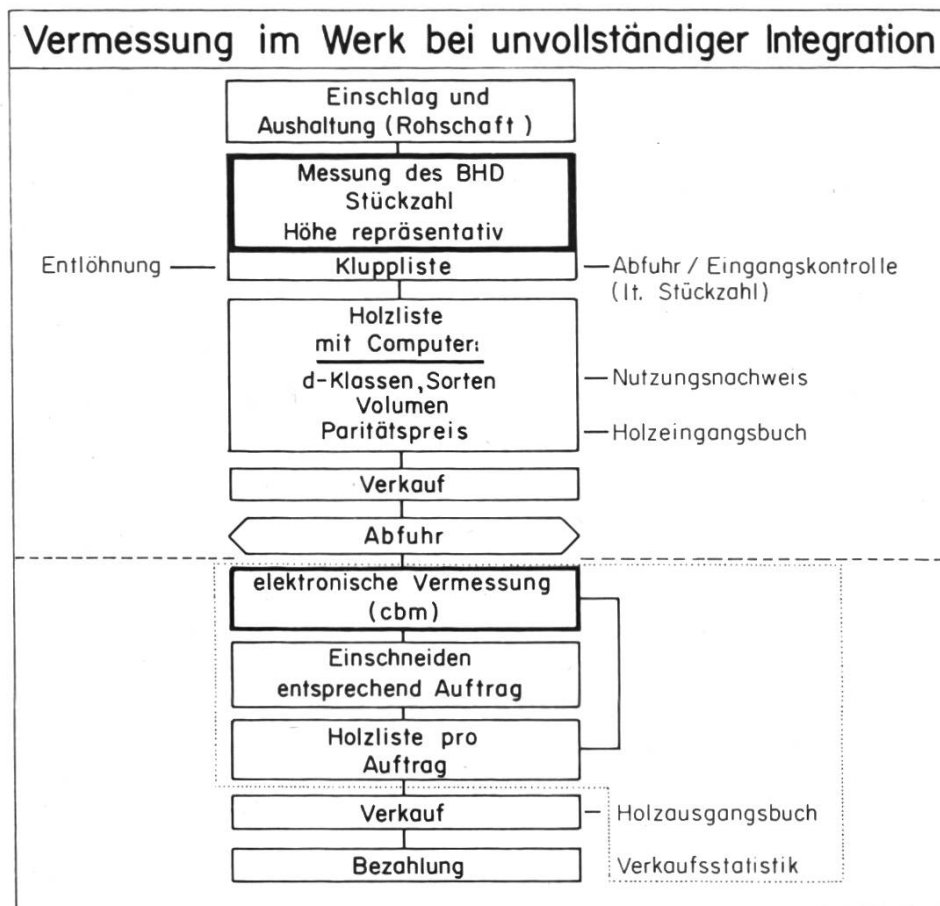 Vermessung im Werk bei unvollständiger Integration
Einschlag und
Aushaltung (Rohschaft)
Messung des BHD
Stückzahl
Höhe repräsentativ
Entlöhnung
Kluppliste
Abfuhr / Eingangskontrolle
(lt. Stückzahl)
Holzliste
mit Computer:
d-Klassen, Sorten
Nutzungsnachweis
Volumen
Paritätspreis
Holzeingangsbuch
Verkauf
Abfuhr
elektronische Vermessung
(cbm)
Einschneiden
entsprechend Auftrag
Holzliste pro
Auftrag
Verkauf
Holzausgangsbuch
Bezahlung
Verkaufsstatistik